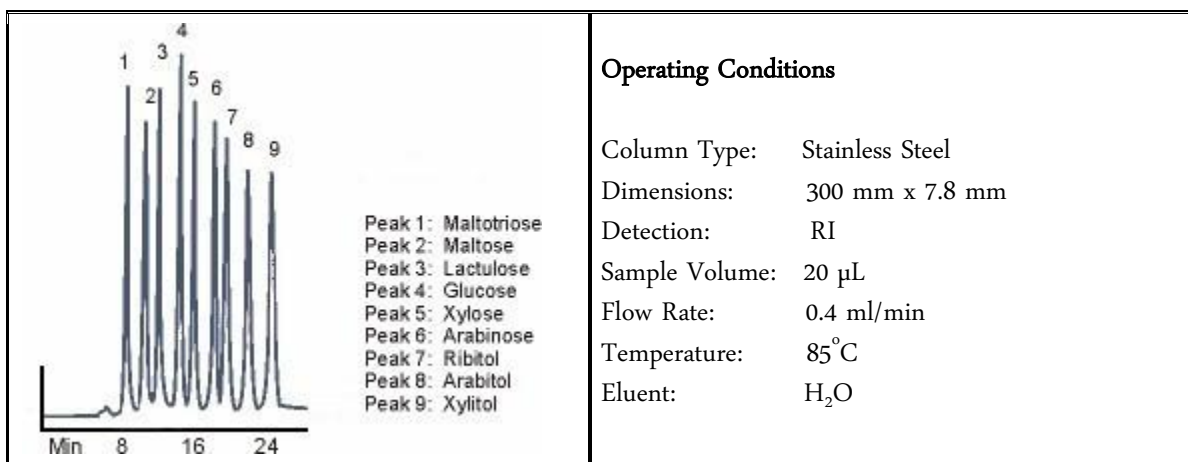 4
3
1
5
2
6
7
8
9
Peak 1: Maltotriose
Peak 2: Maltose
Peak 3: Lactulose
Peak 4: Glucose
Peak 5: Xylose
Peak 6: Arabinose
Peak 7: Ribitol
Peak 8: Arabitol
Peak 9: Xylitol
Min 8 16 24
Operating Conditions
Column Type: Stainless Steel
Dimensions: 300 mm x 7.8 mm
Detection: RI
Sample Volume: 20 µL
Flow Rate: 0.4 ml/min
Temperature: 85°C
Eluent: H₂O